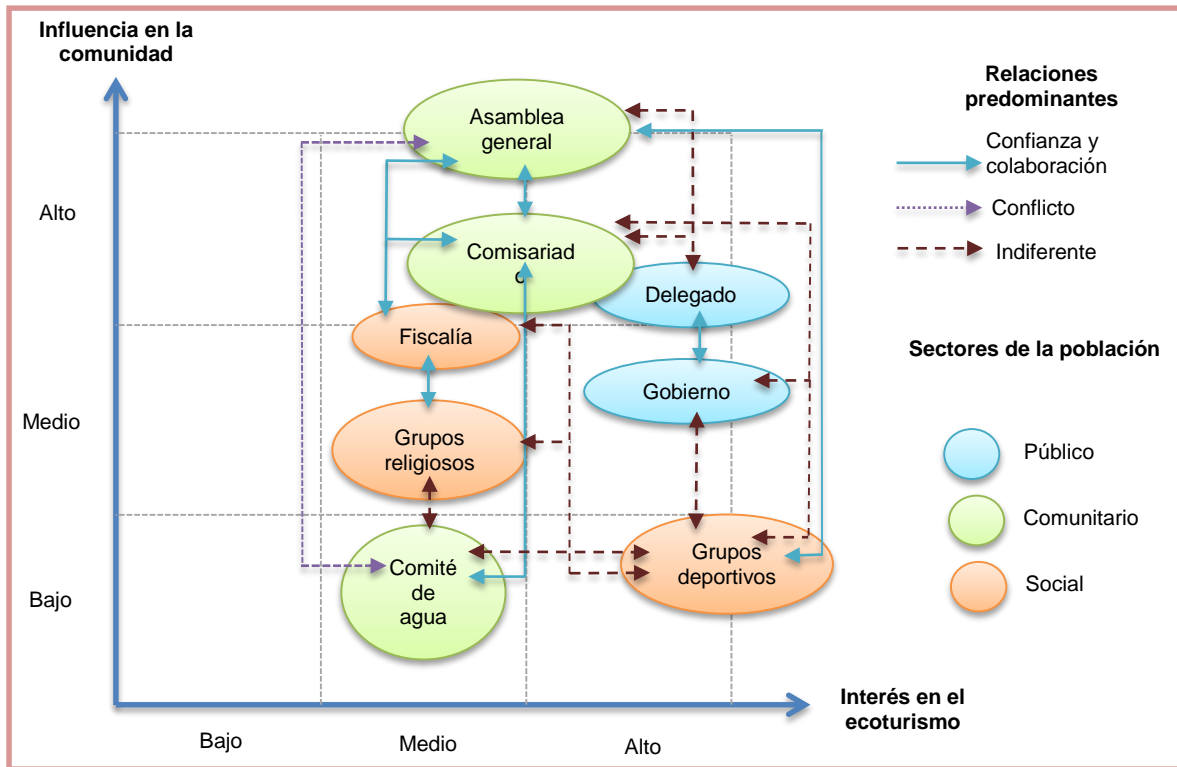 Influencia en la
comunidad
Alto
Medio
Bajo
Asamblea
general
Comisariad
o
Delegado
Fiscalía
Gobierno
Grupos
religiosos
Comité
de
agua
Grupos
deportivos
Bajo
Medio
Alto
Interés en el
ecoturismo
Relaciones
predominantes
Confianza y
colaboración
Conflicto
Indiferente
Sectores de la población
Público
Comunitario
Social